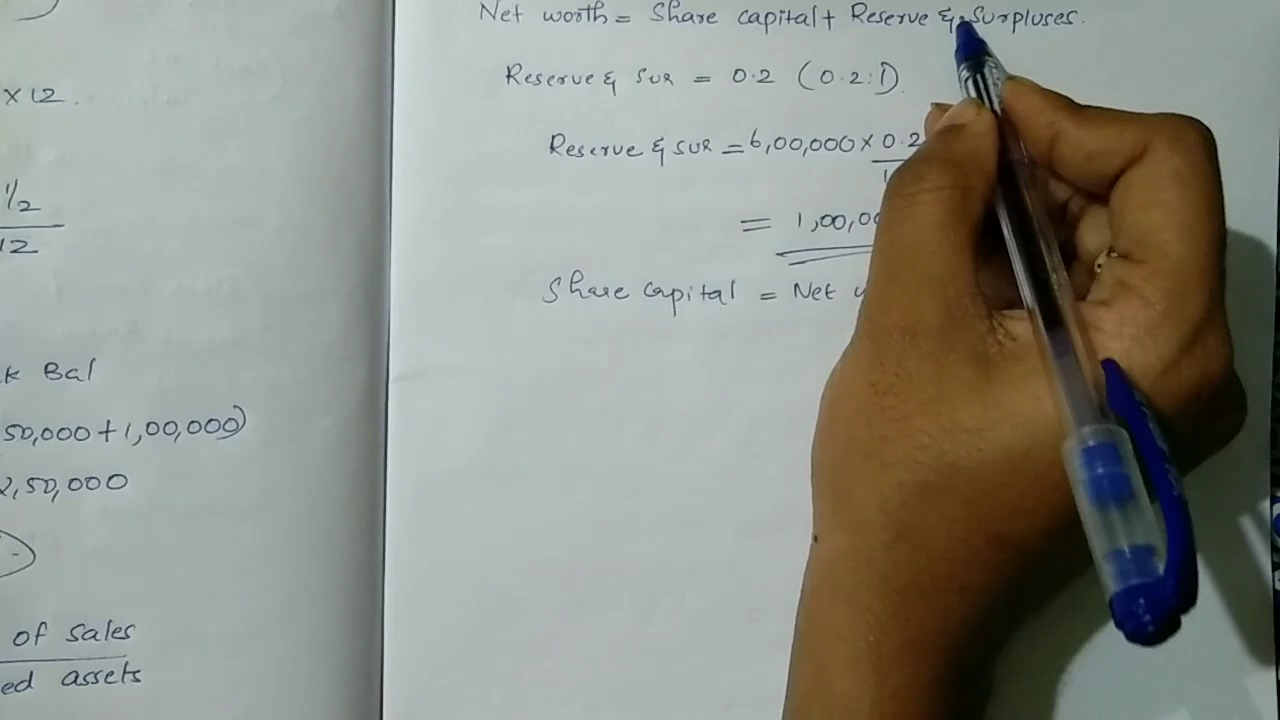 × 12.
1/2
12
k Bal
50,000 + 1,00,000)
2,50,000
of sales
ed assets
Net worth = Share capital + Reserve & Surpluses.
Reserve & Sur = 0.2 (0.2:1).
Reserve & Sur = 6,00,000 × 0.2
= 1,00,00
Share capital = Net